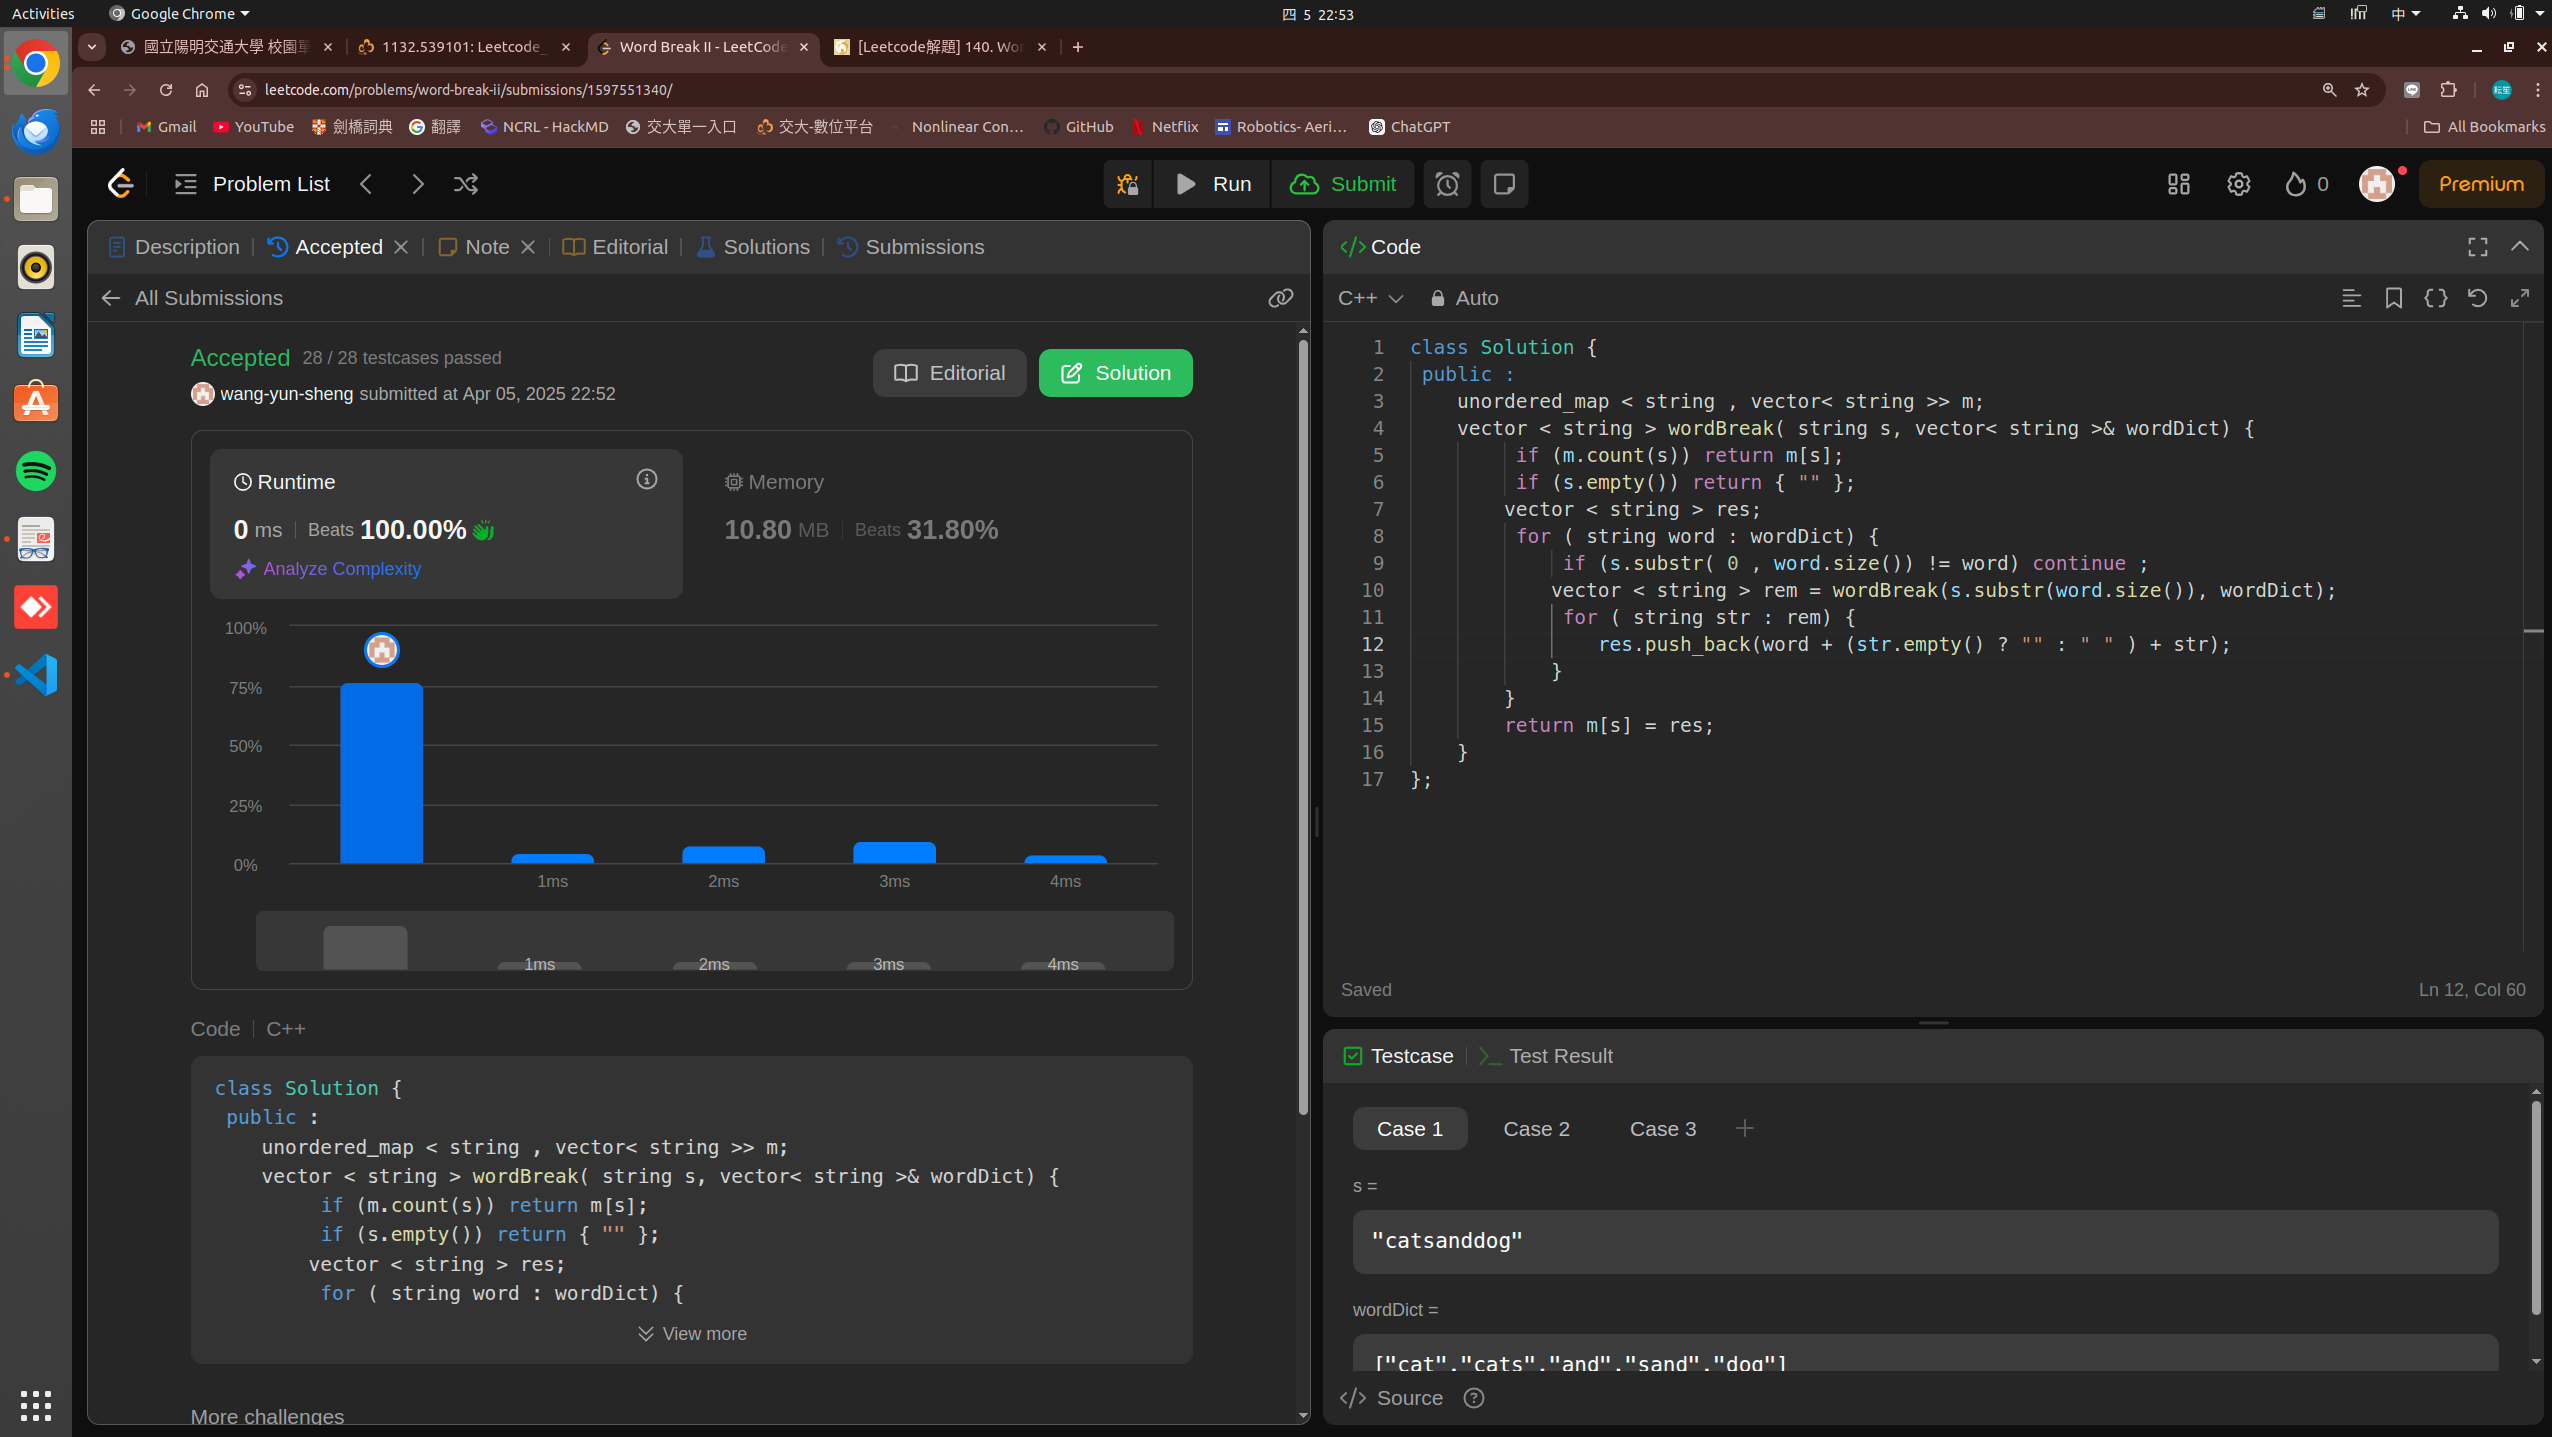 Activities
Google Chrome
四 5 22:53
中
國立陽明交通大學 校園單
1132.539101: Leetcode_
Word Break II - LeetCode
[Leetcode解題] 140. Wor
leetcode.com/problems/word-break-ii/submissions/1597551340/
Gmail
YouTube
劍橋詞典
翻譯
NCRL - HackMD
交大單一入口
交大-數位平台
Nonlinear Con...
GitHub
Netflix
Robotics- Aeri...
ChatGPT
All Bookmarks
Problem List
Run
Submit
0
Premium
Description
Accepted
Note
Editorial
Solutions
Submissions
All Submissions
Accepted 28 / 28 testcases passed
wang-yun-sheng submitted at Apr 05, 2025 22:52
Editorial
Solution
Runtime
0 ms Beats 100.00%
Analyze Complexity
Memory
10.80 MB Beats 31.80%
100%
75%
50%
25%
0%
1ms 2ms 3ms 4ms
1ms 2ms 3ms 4ms
Code C++
class Solution {
public :
unordered_map < string , vector< string >> m;
vector < string > wordBreak( string s, vector< string >& wordDict) {
if (m.count(s)) return m[s];
if (s.empty()) return { "" };
vector < string > res;
for ( string word : wordDict) {
View more
More challenges
Code
C++
Auto
1 class Solution {
2 public :
3 unordered_map < string , vector< string >> m;
4 vector < string > wordBreak( string s, vector< string >& wordDict) {
5 if (m.count(s)) return m[s];
6 if (s.empty()) return { "" };
7 vector < string > res;
8 for ( string word : wordDict) {
9 if (s.substr( 0 , word.size()) != word) continue ;
10 vector < string > rem = wordBreak(s.substr(word.size()), wordDict);
11 for ( string str : rem) {
12 res.push_back(word + (str.empty() ? "" : " " ) + str);
13 }
14 }
15 return m[s] = res;
16 }
17 };
Saved
Ln 12, Col 60
Testcase
Test Result
Case 1 Case 2 Case 3
s =
"catsanddog"
wordDict =
["cat","cats","and","sand","dog"]
Source